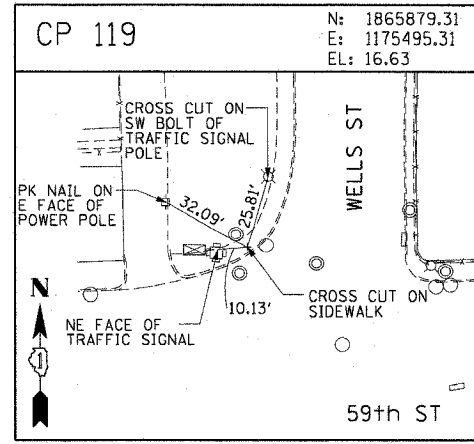 CP 119
N: 1865879.31
E: 1175495.31
EL: 16.63
CROSS CUT ON
SW BOLT OF
TRAFFIC SIGNAL
POLE
WELLS ST
PK NAIL ON
E FACE OF
POWER POLE
32.09'
25.81'
10.13'
CROSS CUT ON
SIDEWALK
N
NE FACE OF
TRAFFIC SIGNAL
1
59th ST